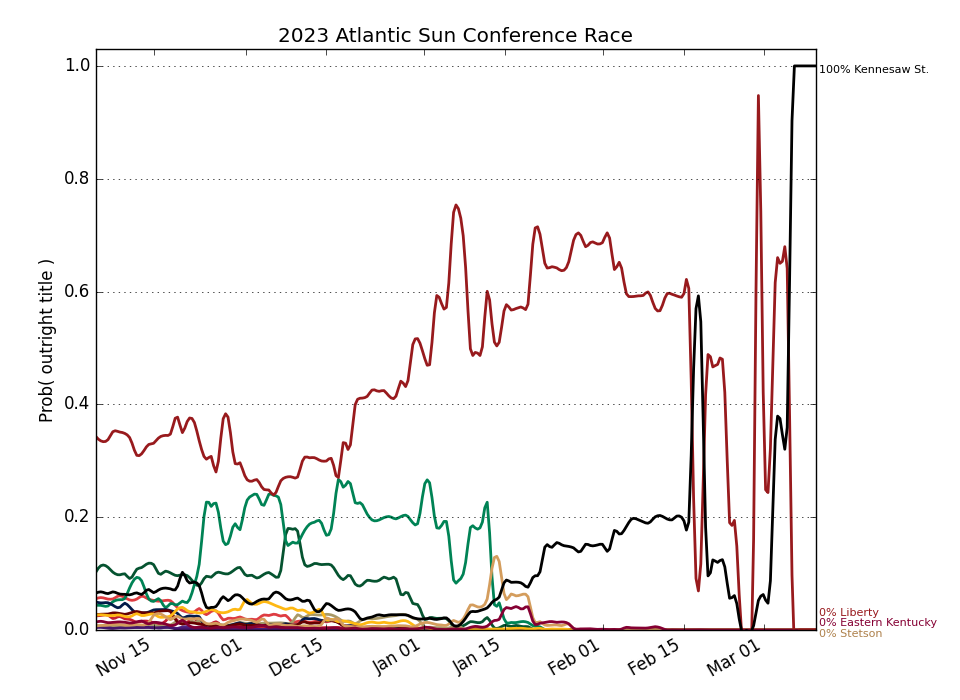 2023 Atlantic Sun Conference Race
Prob( outright title )
1.0
0.8
0.6
0.4
0.2
0.0
Nov 15
Dec 01
Dec 15
Jan 01
Jan 15
Feb 01
Feb 15
Mar 01
100% Kennesaw St.
0% Liberty
0% Eastern Kentucky
0% Stetson